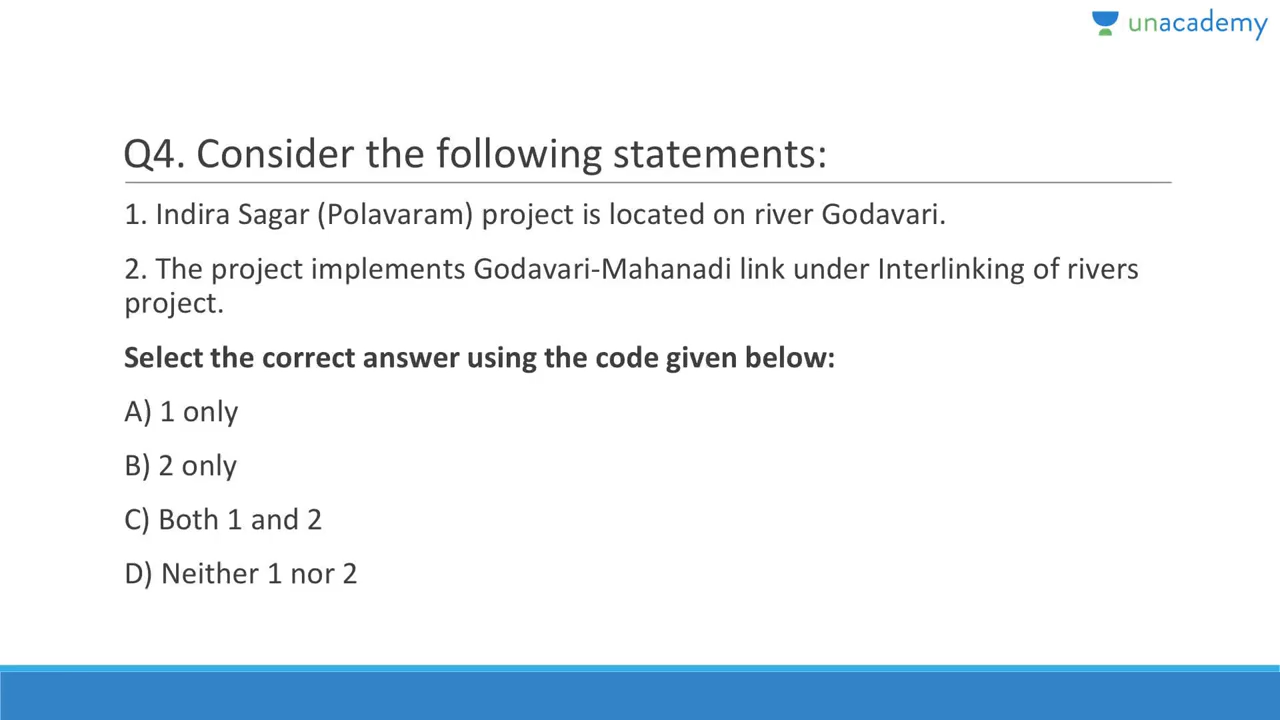 unacademy
Q4. Consider the following statements:
1. Indira Sagar (Polavaram) project is located on river Godavari.
2. The project implements Godavari-Mahanadi link under Interlinking of rivers
project.
Select the correct answer using the code given below:
A) 1 only
B) 2 only
C) Both 1 and 2
D) Neither 1 nor 2